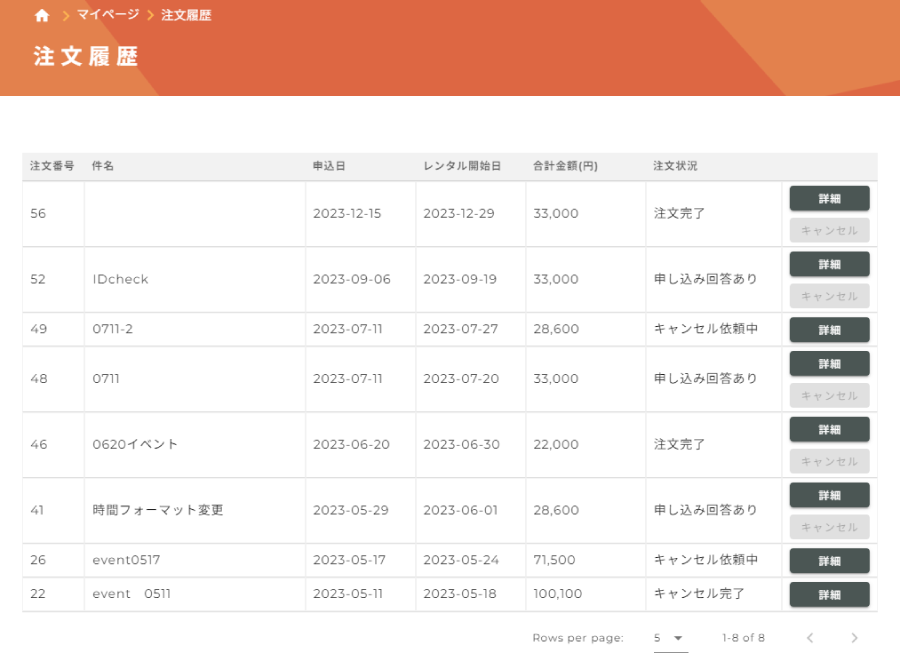 マイページ 注文履歴
注文履歴
注文番号 件名 申込日 レンタル開始日 合計金額(円) 注文状況
56 2023-12-15 2023-12-29 33,000 注文完了 詳細
キャンセル
52 IDcheck 2023-09-06 2023-09-19 33,000 申し込み回答あり 詳細
キャンセル
49 0711-2 2023-07-11 2023-07-27 28,600 キャンセル依頼中 詳細
48 0711 2023-07-11 2023-07-20 33,000 申し込み回答あり 詳細
キャンセル
46 0620イベント 2023-06-20 2023-06-30 22,000 注文完了 詳細
キャンセル
41 時間フォーマット変更 2023-05-29 2023-06-01 28,600 申し込み回答あり 詳細
キャンセル
26 event0517 2023-05-17 2023-05-24 71,500 キャンセル依頼中 詳細
22 event　0511 2023-05-11 2023-05-18 100,100 キャンセル完了 詳細
Rows per page: 5 1-8 of 8